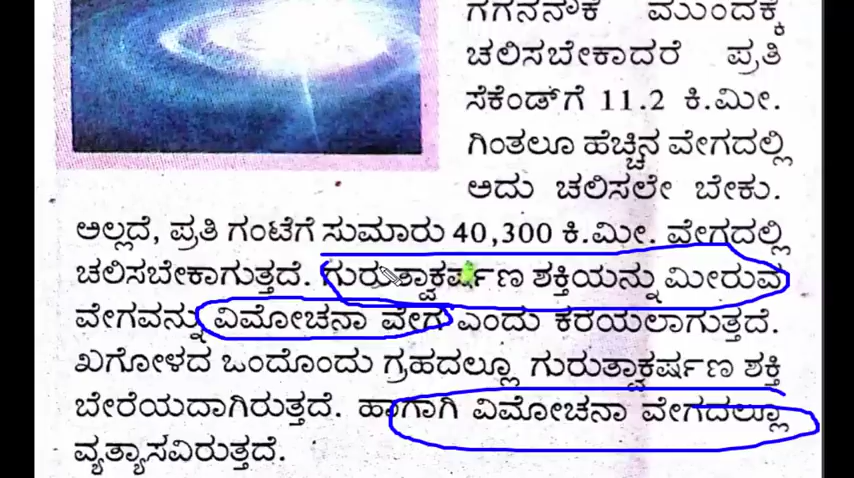 ಗಗನನೌಕೆ ಮುಂದಕ್ಕೆ
ಚಲಿಸಬೇಕಾದರೆ ಪ್ರತಿ
ಸೆಕೆಂಡ್‌ಗೆ 11.2 ಕಿ.ಮೀ.
ಗಿಂತಲೂ ಹೆಚ್ಚಿನ ವೇಗದಲ್ಲಿ
ಅದು ಚಲಿಸಲೇ ಬೇಕು.
ಅಲ್ಲದೆ, ಪ್ರತಿ ಗಂಟೆಗೆ ಸುಮಾರು 40,300 ಕಿ.ಮೀ. ವೇಗದಲ್ಲಿ
ಚಲಿಸಬೇಕಾಗುತ್ತದೆ. ಗುರುತ್ವಾಕರ್ಷಣ ಶಕ್ತಿಯನ್ನು ಮೀರುವ
ವೇಗವನ್ನು ವಿಮೋಚನಾ ವೇಗ ಎಂದು ಕರೆಯಲಾಗುತ್ತದೆ.
ಖಗೋಳದ ಒಂದೊಂದು ಗ್ರಹದಲ್ಲೂ ಗುರುತ್ವಾಕರ್ಷಣ ಶಕ್ತಿ
ಬೇರೆಯದಾಗಿರುತ್ತದೆ. ಹಾಗಾಗಿ ವಿಮೋಚನಾ ವೇಗದಲ್ಲೂ
ವ್ಯತ್ಯಾಸವಿರುತ್ತದೆ.